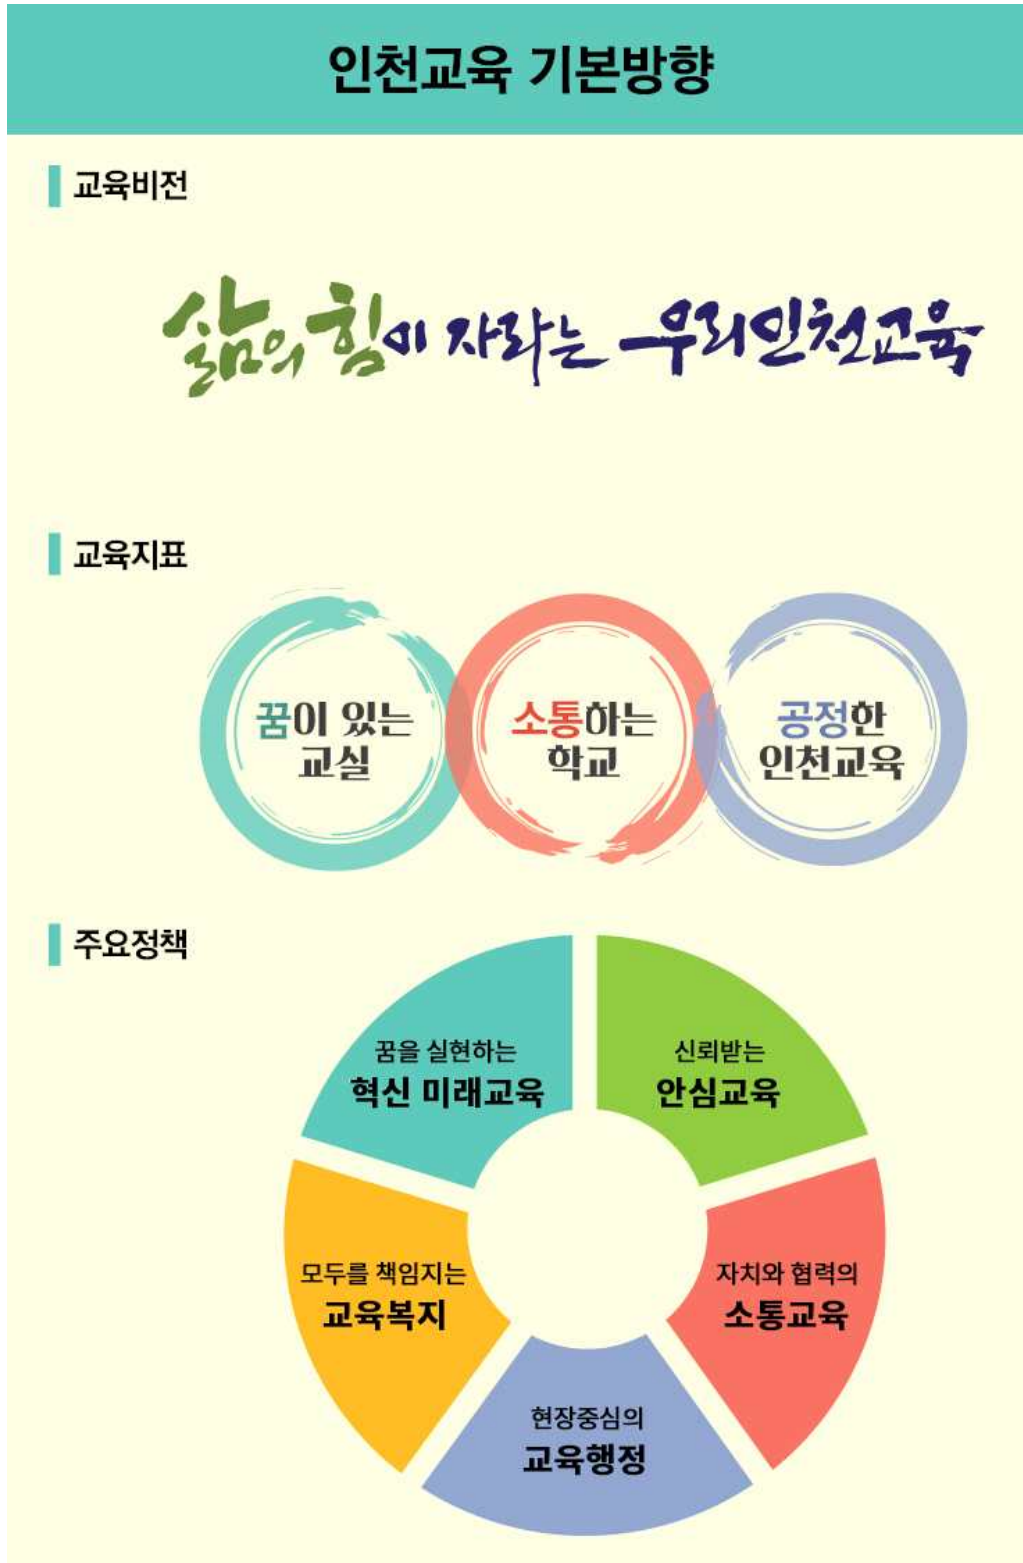 인천교육 기본방향
교육비전
삶의 힘이 자라는 우리인천교육
교육지표
꿈이 있는
교실
소통하는
학교
공정한
인천교육
주요정책
꿈을 실현하는
혁신 미래교육
신뢰받는
안심교육
모두를 책임지는
교육복지
자치와 협력의
소통교육
현장중심의
교육행정